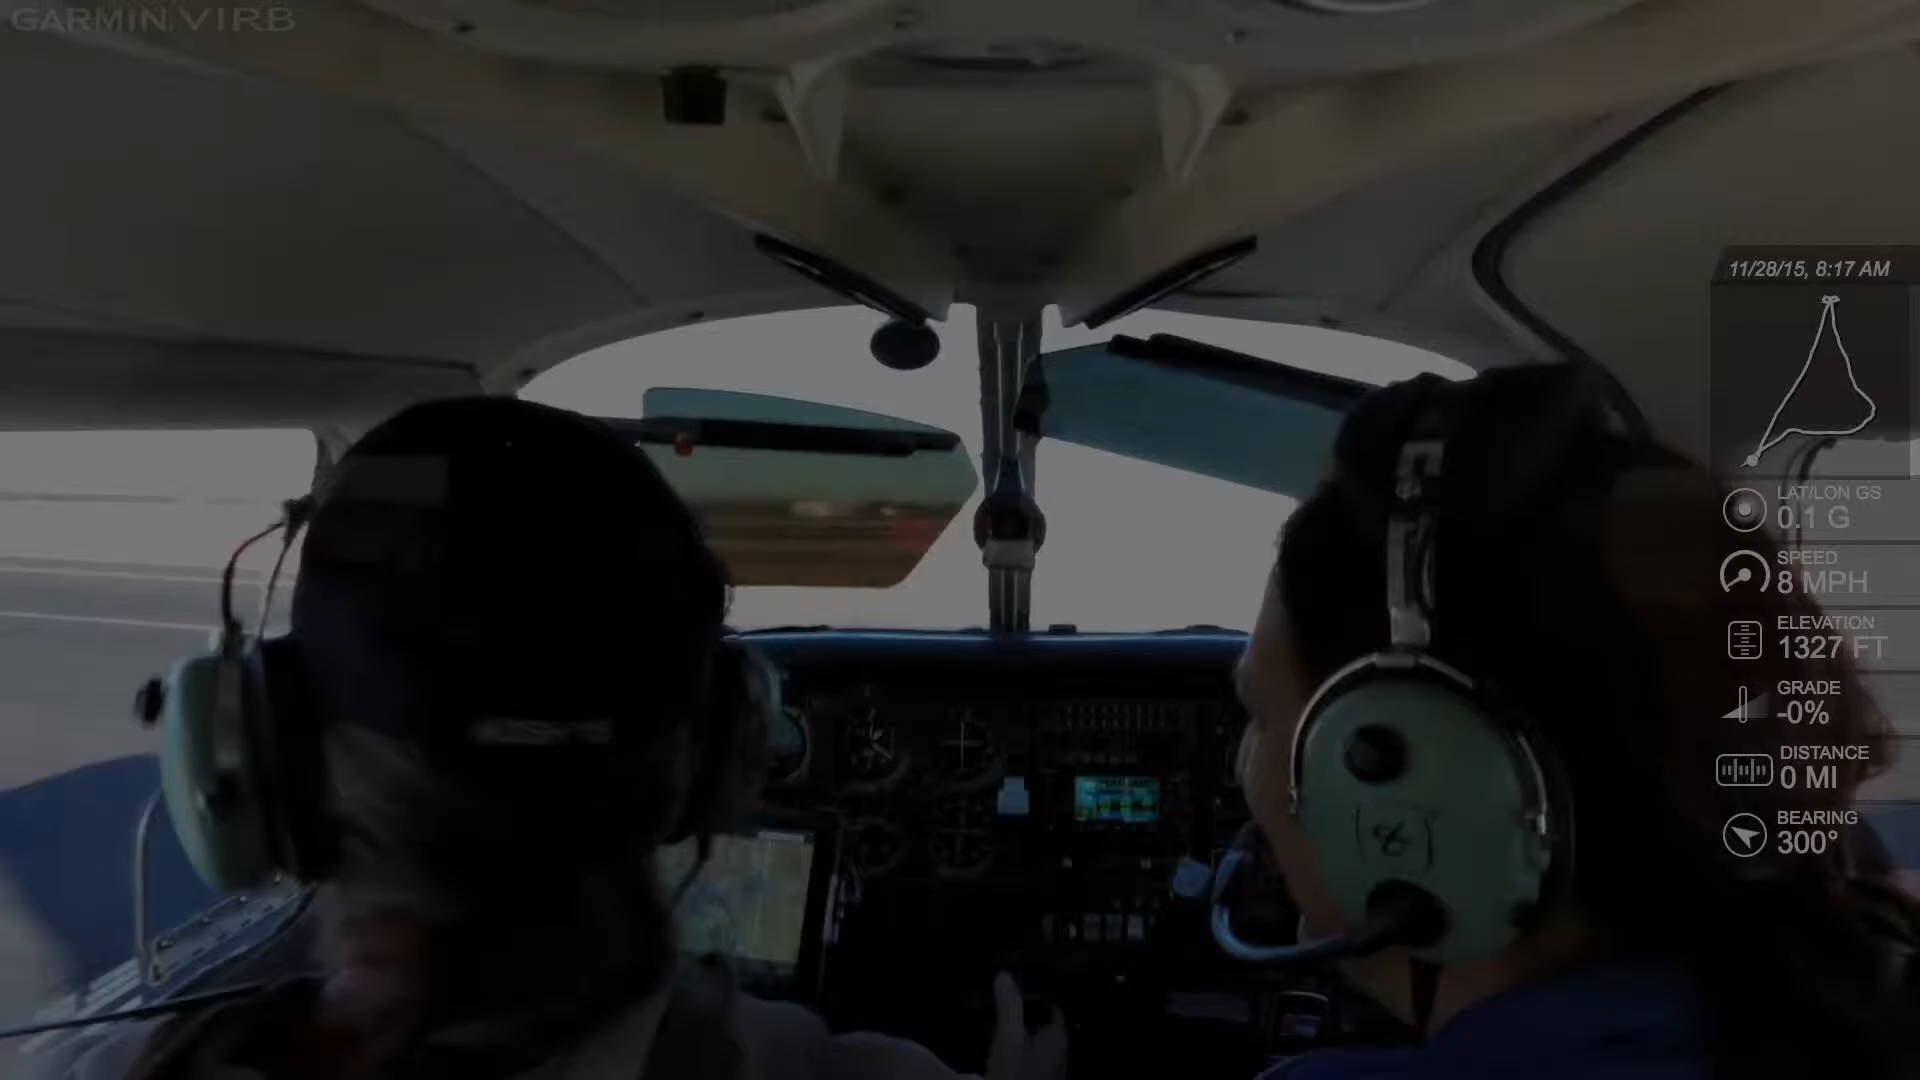 GARMIN VIRB
11/28/15, 8:17 AM
LAT/LON GS
0.1 G
SPEED
8 MPH
ELEVATION
1327 FT
GRADE
-0%
DISTANCE
0 MI
BEARING
300°